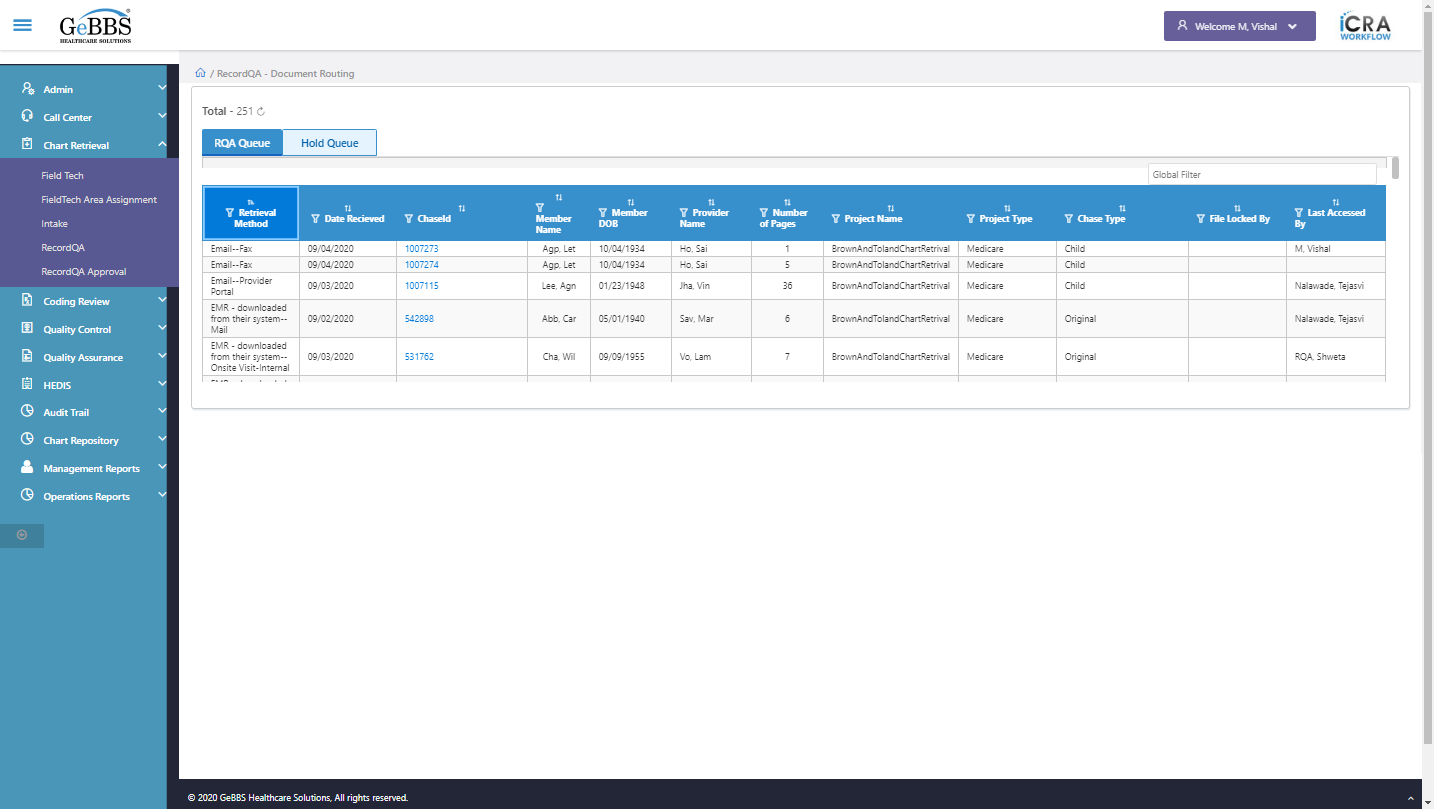 GeBBS
HEALTHCARE SOLUTIONS
Welcome M, Vishal
iCRA
WORKFLOW
Admin
Call Center
Chart Retrieval
Field Tech
FieldTech Area Assignment
Intake
RecordQA
RecordQA Approval
Coding Review
Quality Control
Quality Assurance
HEDIS
Audit Trail
Chart Repository
Management Reports
Operations Reports
/ RecordQA - Document Routing
Total - 251
RQA Queue Hold Queue
Global Filter
Retrieval Method Date Recieved ChaseId Member Name Member DOB Provider Name Number of Pages Project Name Project Type Chase Type File Locked By Last Accessed By
Email--Fax 09/04/2020 1007273 Agp, Let 10/04/1934 Ho, Sai 1 BrownAndTolandChartRetrival Medicare Child M, Vishal
Email--Fax 09/04/2020 1007274 Agp, Let 10/04/1934 Ho, Sai 5 BrownAndTolandChartRetrival Medicare Child
Email--Provider Portal 09/03/2020 1007115 Lee, Agn 01/23/1948 Jha, Vin 36 BrownAndTolandChartRetrival Medicare Child Nalawade, Tejasvi
EMR - downloaded from their system--Mail 09/02/2020 542898 Abb, Car 05/01/1940 Sav, Mar 6 BrownAndTolandChartRetrival Medicare Original Nalawade, Tejasvi
EMR - downloaded from their system--Onsite Visit-Internal 09/03/2020 531762 Cha, Wil 09/09/1955 Vo, Lam 7 BrownAndTolandChartRetrival Medicare Original RQA, Shweta
© 2020 GeBBS Healthcare Solutions, All rights reserved.